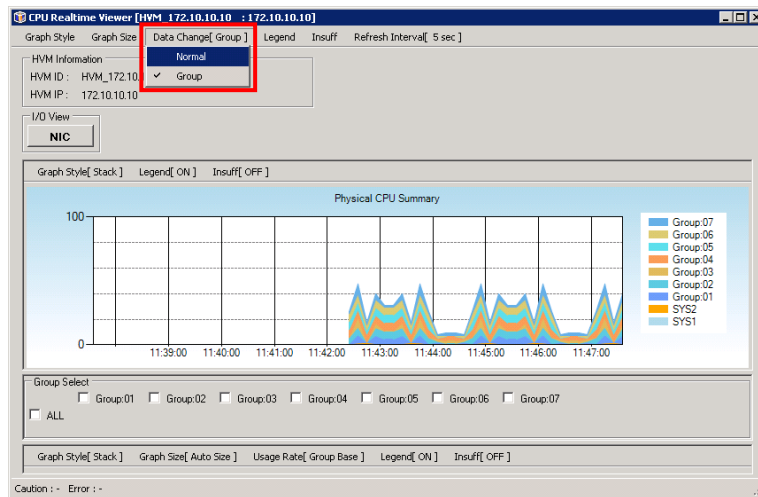 CPU Realtime Viewer [HVM_172.10.10.10 : 172.10.10.10]
Graph Style Graph Size Data Change[ Group ] Legend Insuff Refresh Interval[ 5 sec ]
Normal
Group
HVM Information
HVM ID : HVM_172.10.
HVM IP : 172.10.10.10
I/O View
NIC
Graph Style[ Stack ] Legend[ ON ] Insuff[ OFF ]
Physical CPU Summary
100
0
11:39:00 11:40:00 11:41:00 11:42:00 11:43:00 11:44:00 11:45:00 11:46:00 11:47:00
Group:07
Group:06
Group:05
Group:04
Group:03
Group:02
Group:01
SYS2
SYS1
Group Select
Group:01 Group:02 Group:03 Group:04 Group:05 Group:06 Group:07
ALL
Graph Style[ Stack ] Graph Size[ Auto Size ] Usage Rate[ Group Base ] Legend[ ON ] Insuff[ OFF ]
Caution : - Error : -